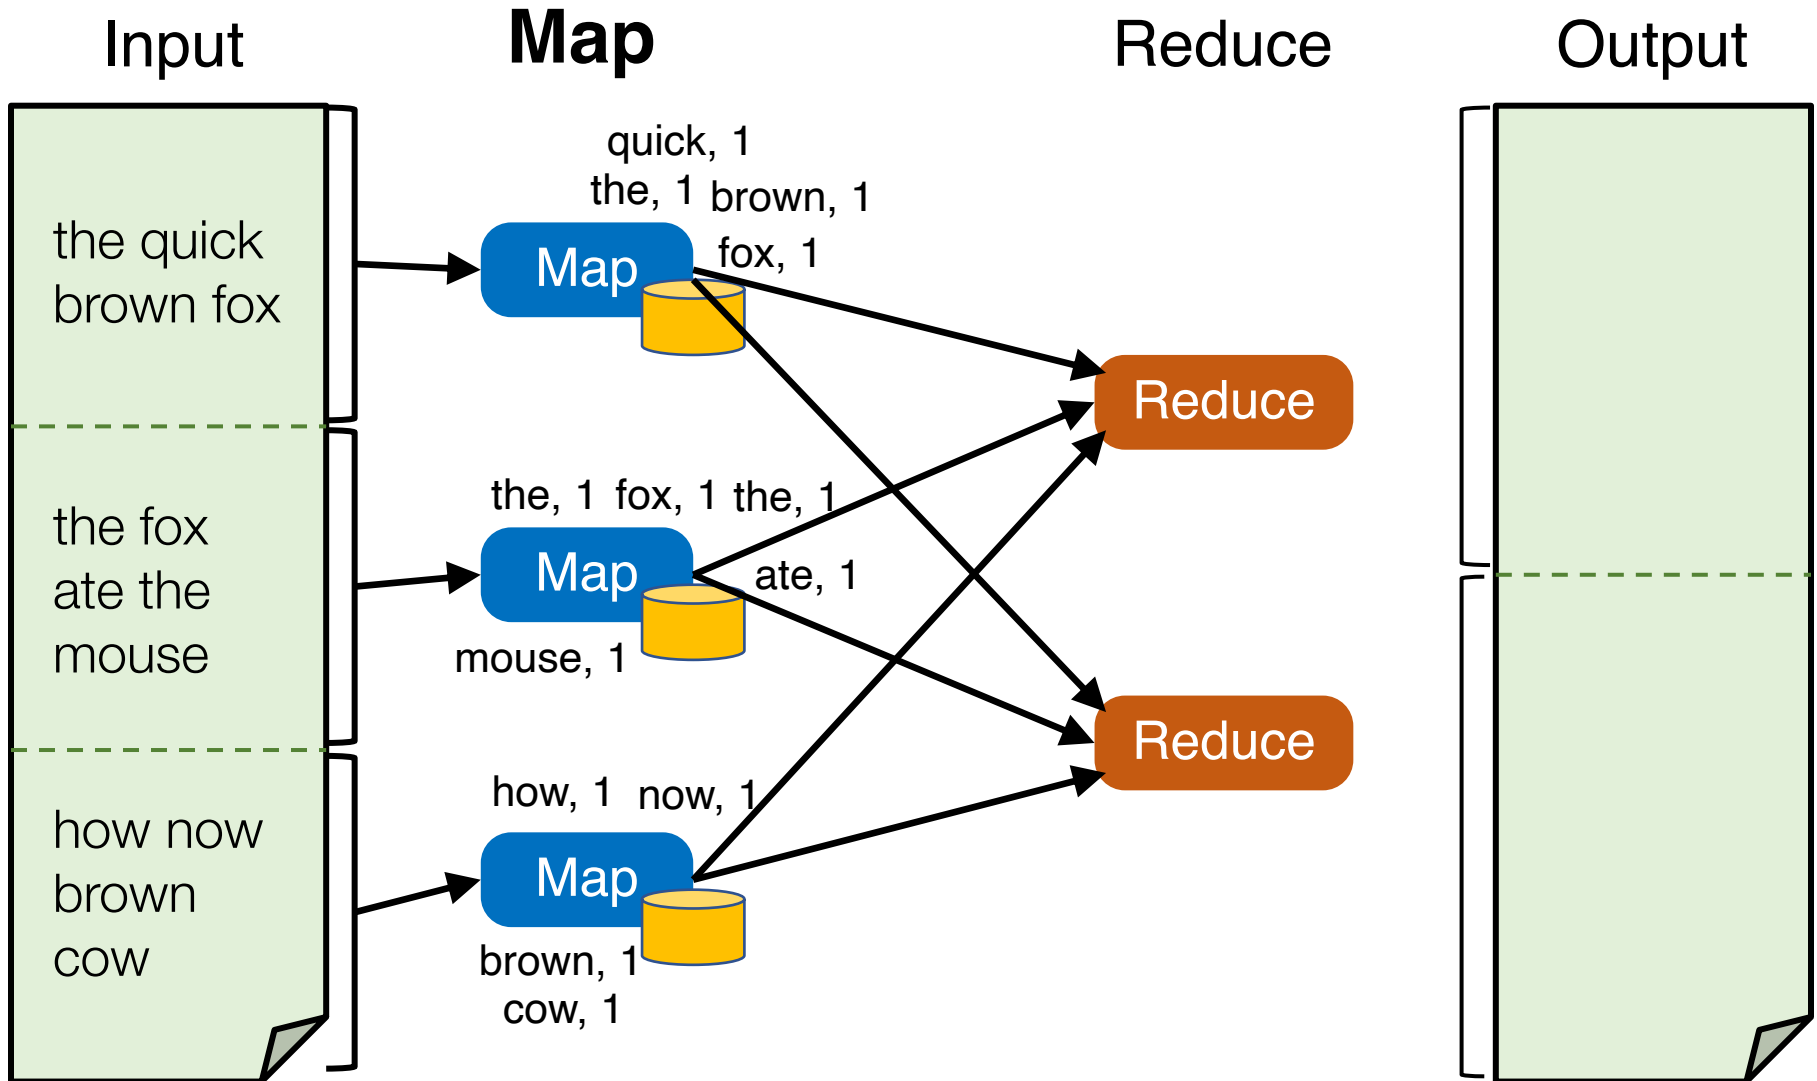 Input
Map
Reduce
Output
the quick
brown fox
quick, 1
the, 1
brown, 1
fox, 1
Map
Reduce
the fox
ate the
mouse
the, 1
fox, 1
the, 1
Map
ate, 1
mouse, 1
Reduce
how now
brown
cow
how, 1
now, 1
Map
brown, 1
cow, 1